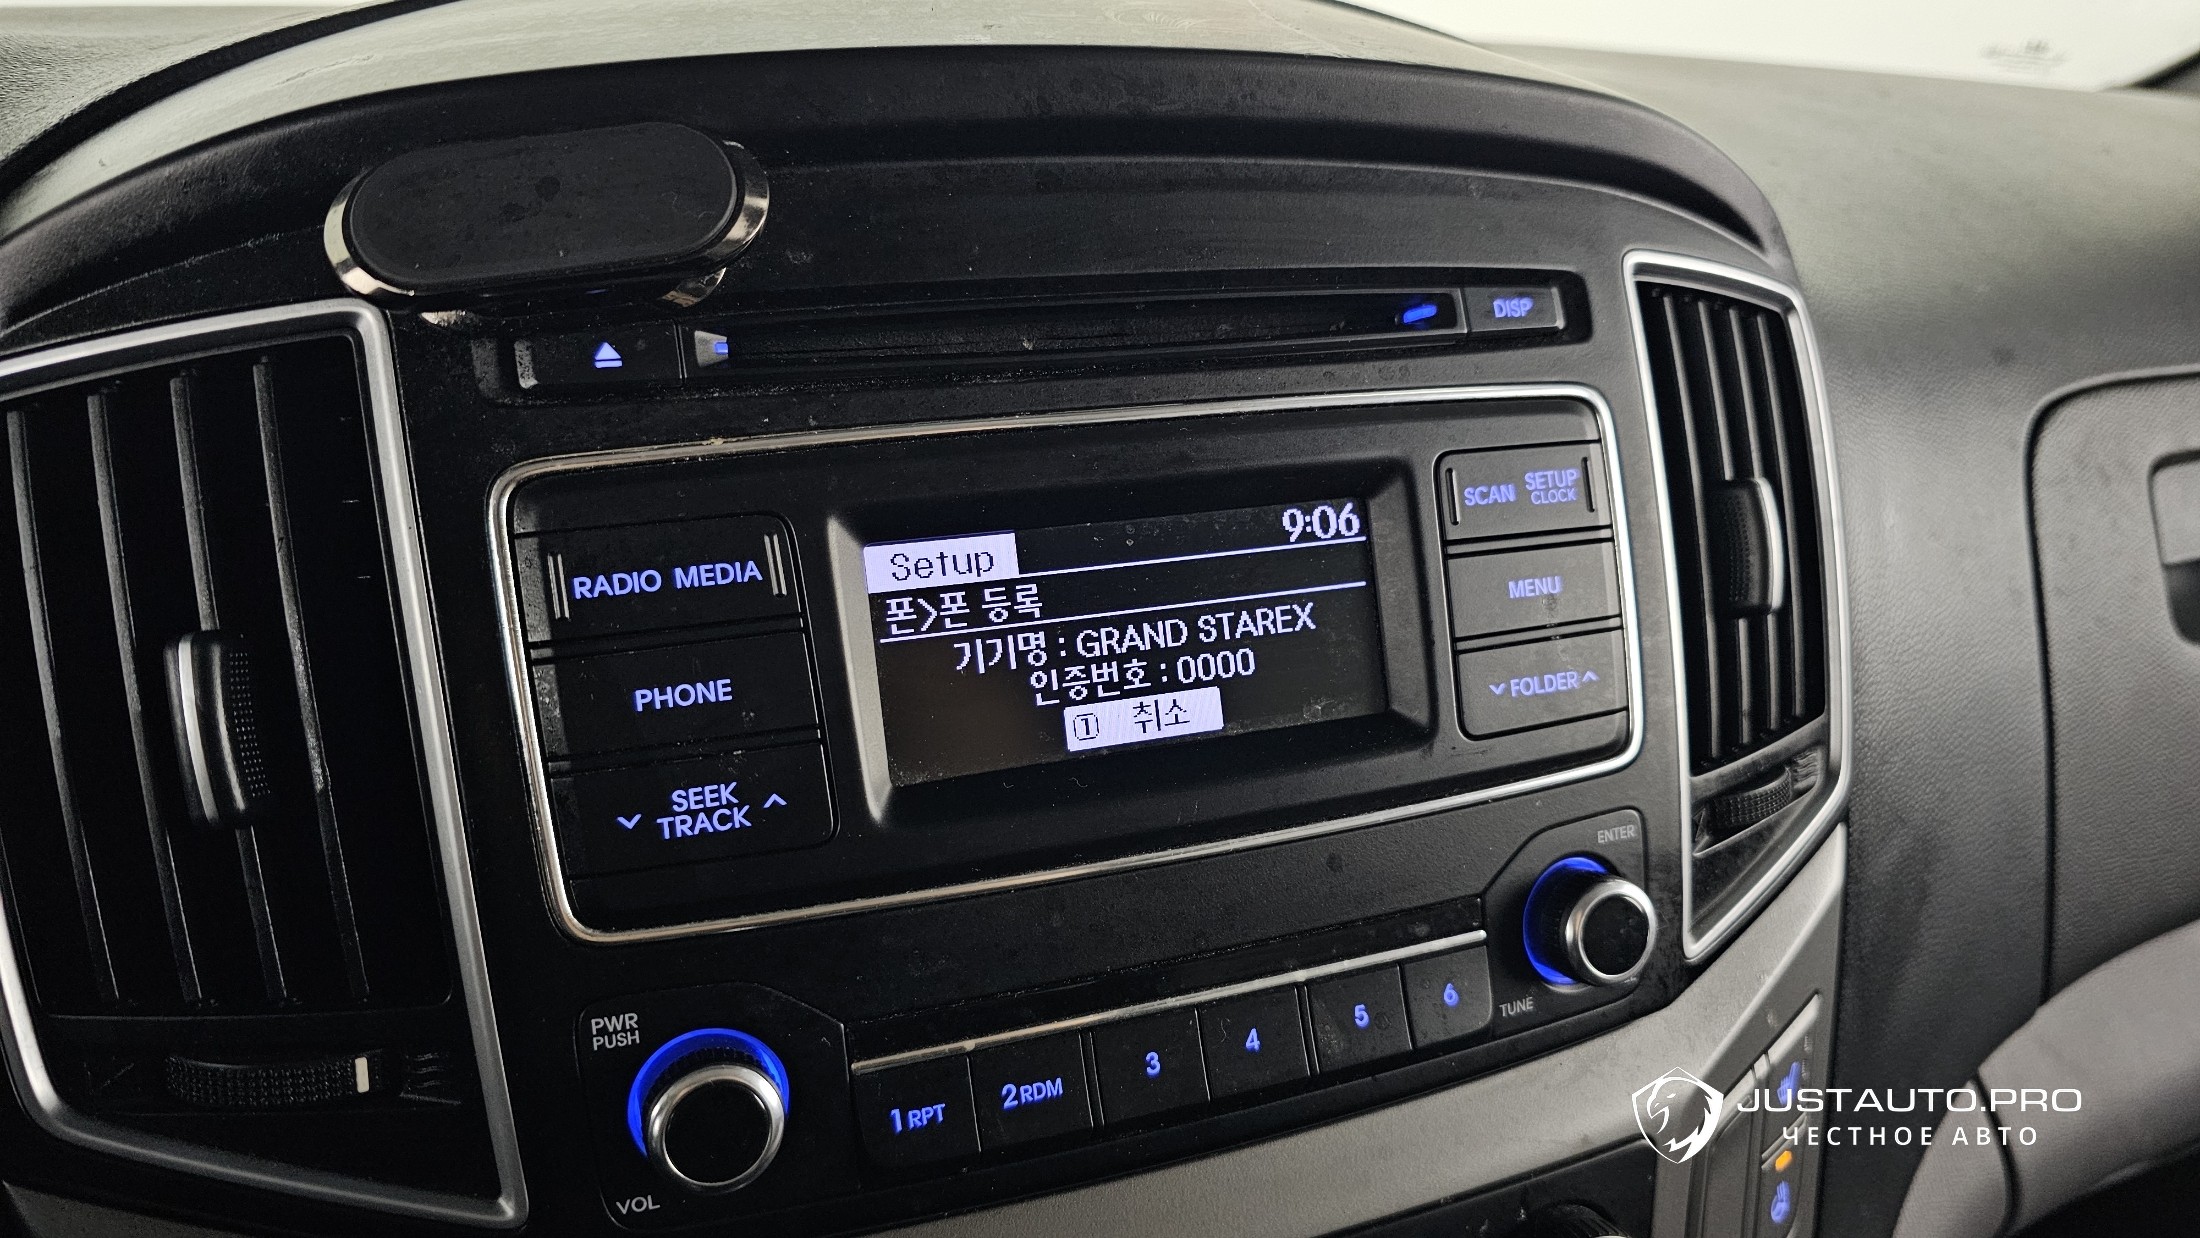 DISP
SCAN SETUP
CLOCK
RADIO MEDIA
Setup 9:06
폰>폰 등록
기기명 : GRAND STAREX
인증번호 : 0000
① 취소
MENU
PHONE
FOLDER
SEEK
TRACK
ENTER
TUNE
PWR
PUSH
VOL
1 RPT
2 RDM
3
4
5
6
JUSTAUTO.PRO
ЧЕСТНОЕ АВТО